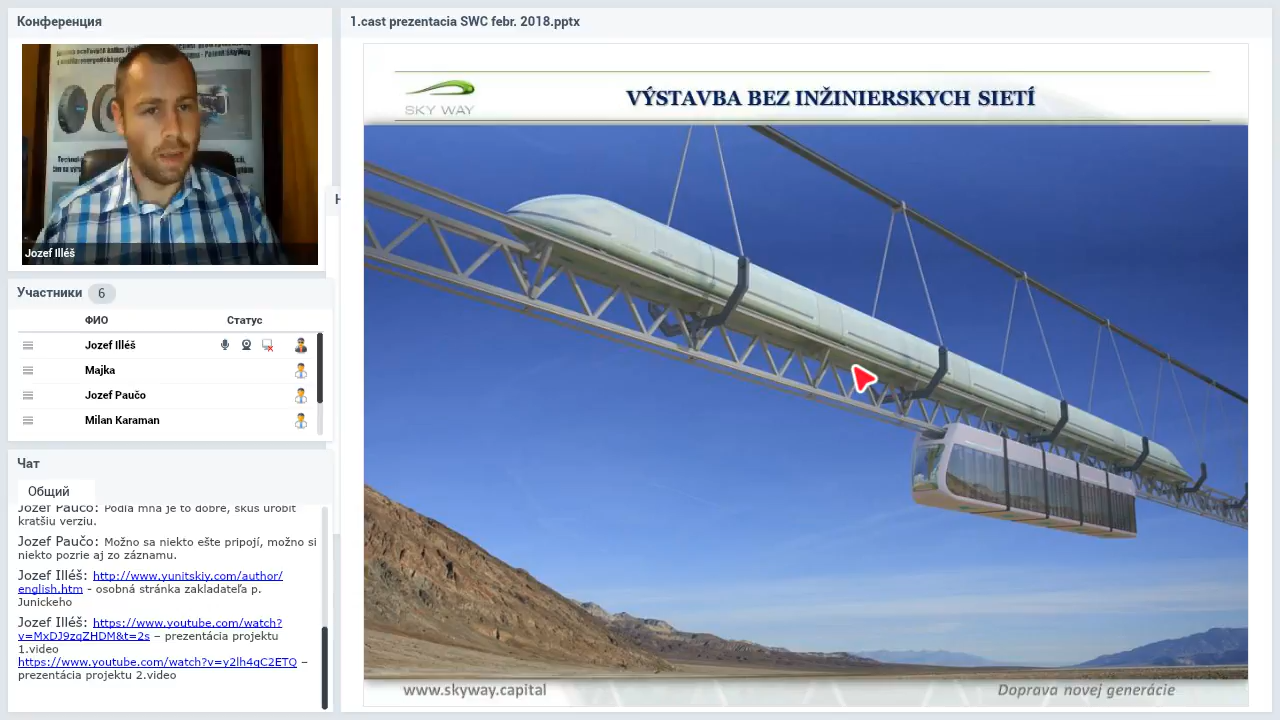 Конференция
Jozef Illéš
Участники 6
ФИО Статус
Jozef Illéš
Majka
Jozef Paučo
Milan Karaman
Чат
Общий
Jozef Paučo: Podľa mňa je to dobré, skús urobiť
kratšiu verziu.
Jozef Paučo: Možno sa niekto ešte pripojí, možno si
niekto pozrie aj zo záznamu.
Jozef Illéš: http://www.yunitskiy.com/author/
english.htm - osobná stránka zakladateľa p.
Junickeho
Jozef Illéš: https://www.youtube.com/watch?
v=MxDJ9zqZHDM&t=2s – prezentácia projektu
1.video
https://www.youtube.com/watch?v=y2lh4qC2ETQ –
prezentácia projektu 2.video
1.cast prezentacia SWC febr. 2018.pptx
SKY WAY
VÝSTAVBA BEZ INŽINIERSKYCH SIETÍ
www.skyway.capital
Doprava novej generácie